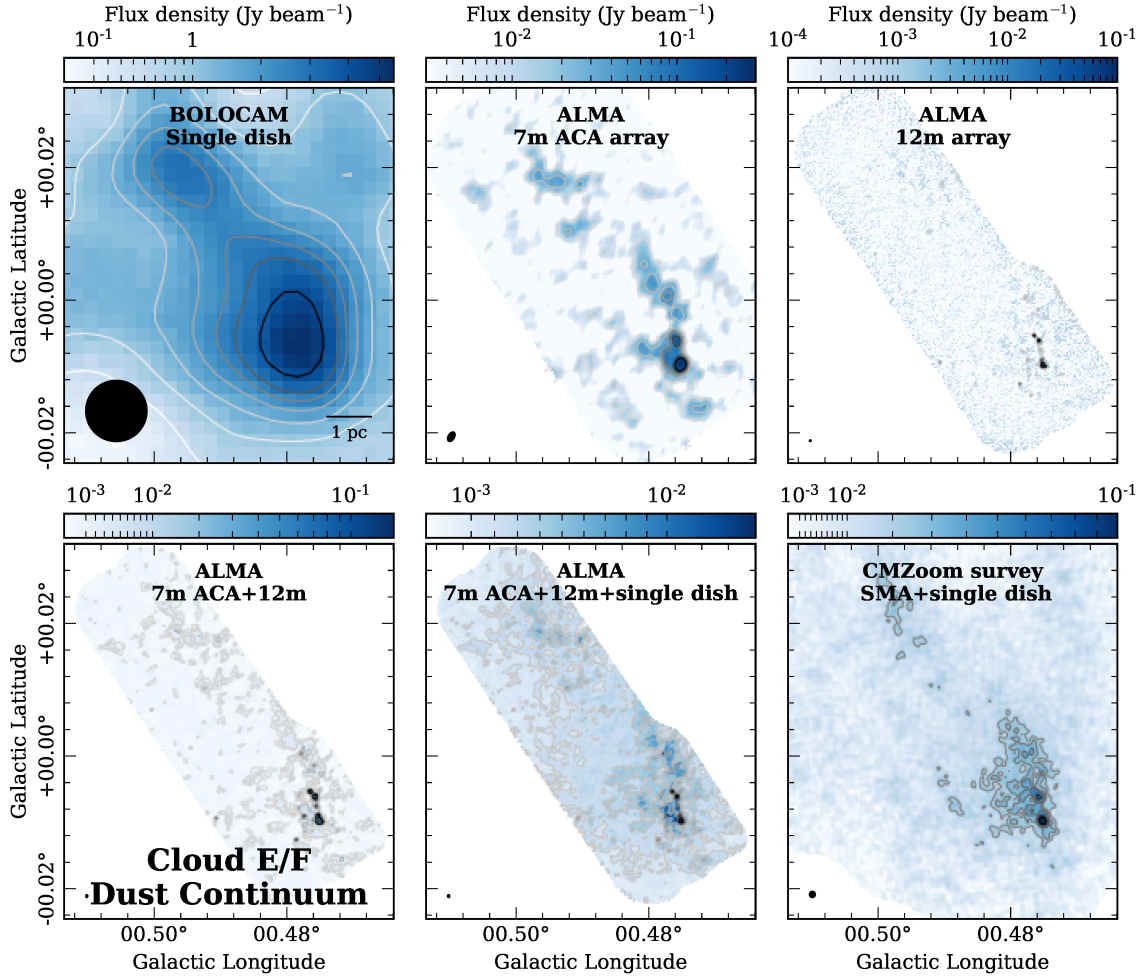 Flux density (Jy beam⁻¹) Flux density (Jy beam⁻¹) Flux density (Jy beam⁻¹)
10⁻¹ 1 10⁻² 10⁻¹ 10⁻⁴ 10⁻³ 10⁻² 10⁻¹
BOLOCAM
Single dish
ALMA
7m ACA array
ALMA
12m array
Galactic Latitude
+00.02°
+00.00°
-00.02°
1 pc
10⁻³ 10⁻² 10⁻¹ 10⁻³ 10⁻² 10⁻³ 10⁻² 10⁻¹
ALMA
7m ACA+12m
ALMA
7m ACA+12m+single dish
CMZoom survey
SMA+single dish
Galactic Latitude
+00.02°
+00.00°
-00.02°
Cloud E/F
Dust Continuum
00.50° 00.48° 00.50° 00.48° 00.50° 00.48°
Galactic Longitude Galactic Longitude Galactic Longitude